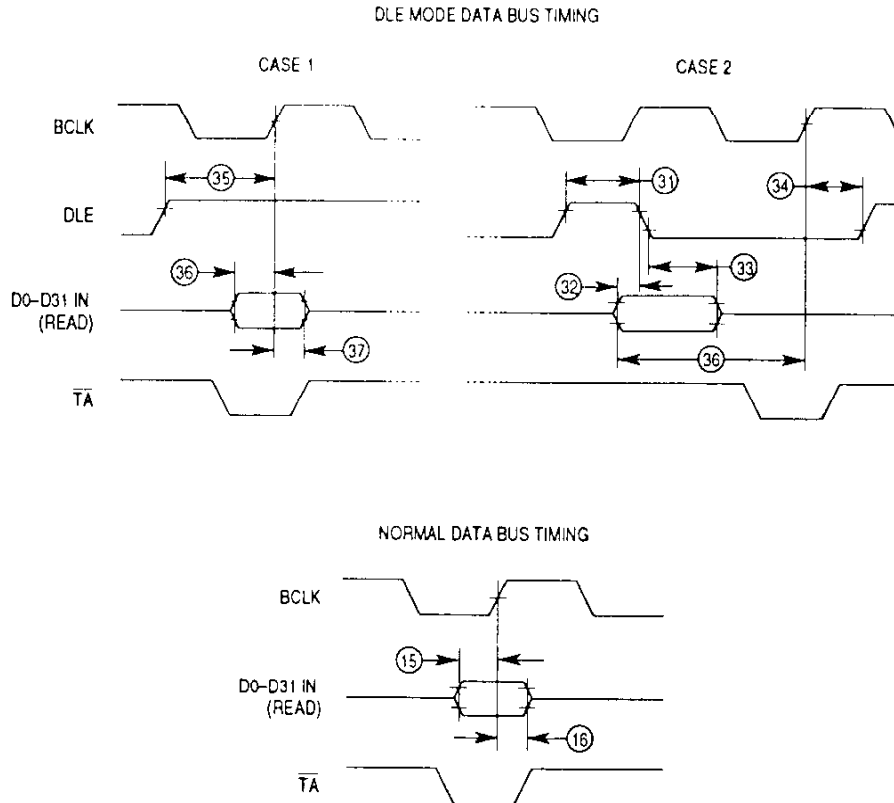 DLE MODE DATA BUS TIMING
CASE 1
CASE 2
BCLK
35
31
34
DLE
36
32
33
D0–D31 IN
(READ)
37
36
TA
NORMAL DATA BUS TIMING
BCLK
15
D0–D31 IN
(READ)
16
TA